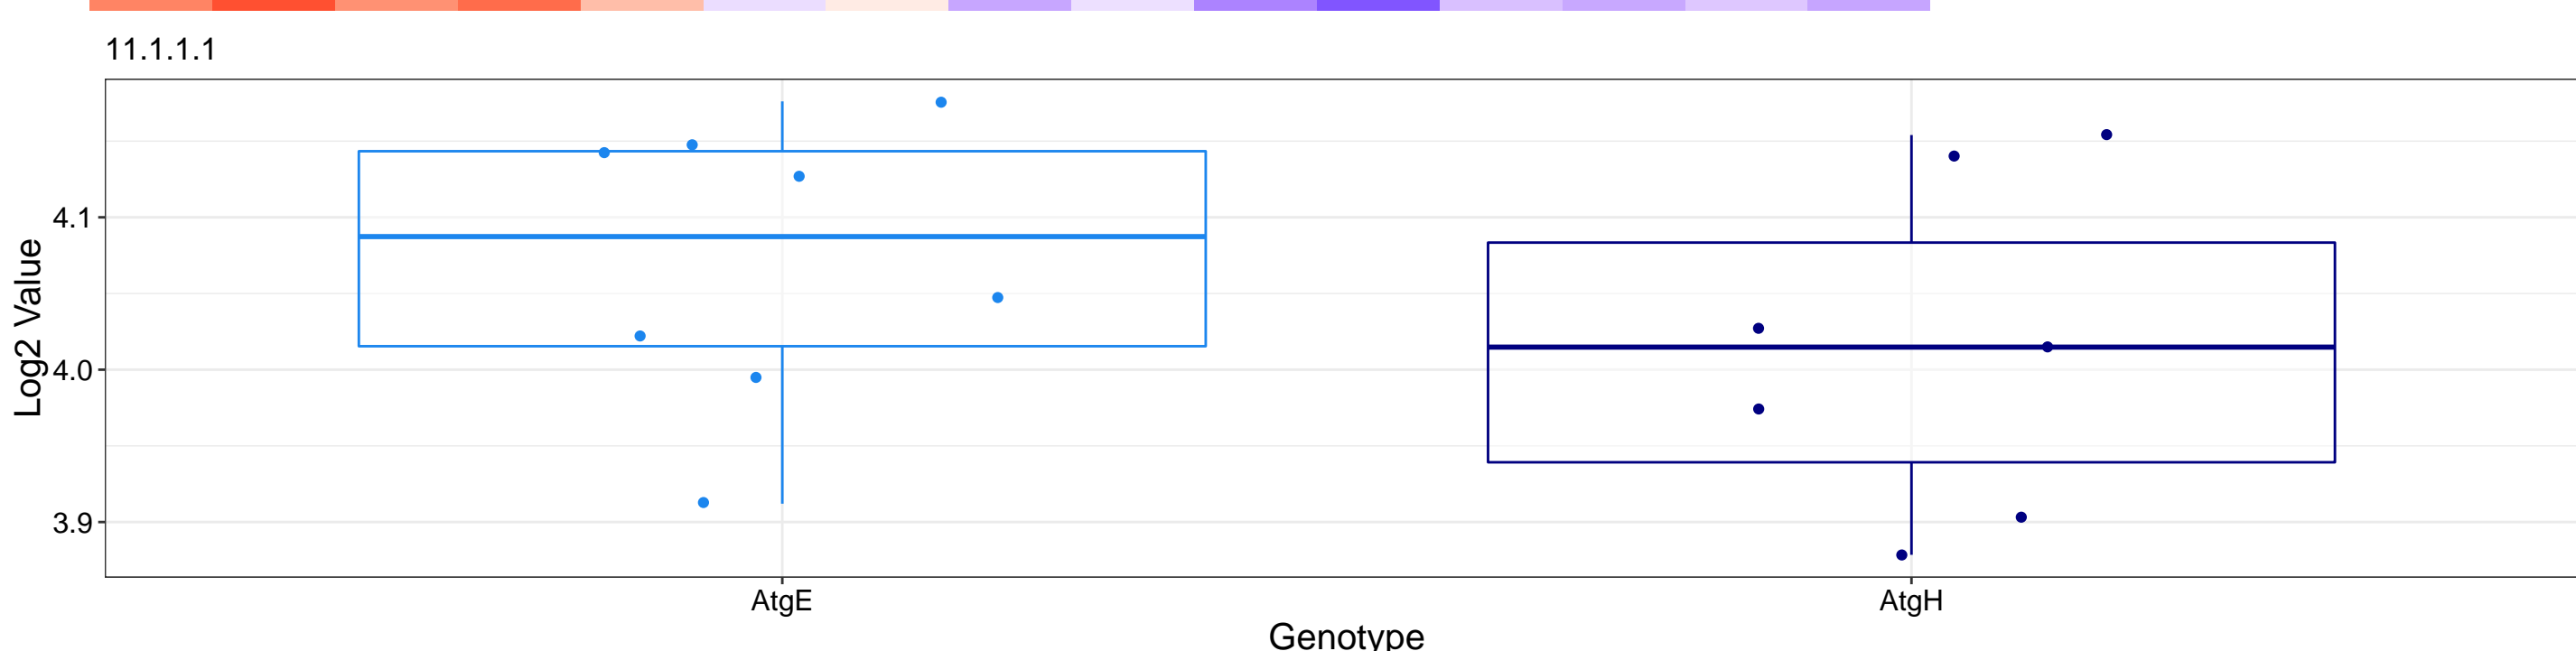 11.1.1.1
Log2 Value
4.1
4.0
3.9
AtgE
AtgH
Genotype